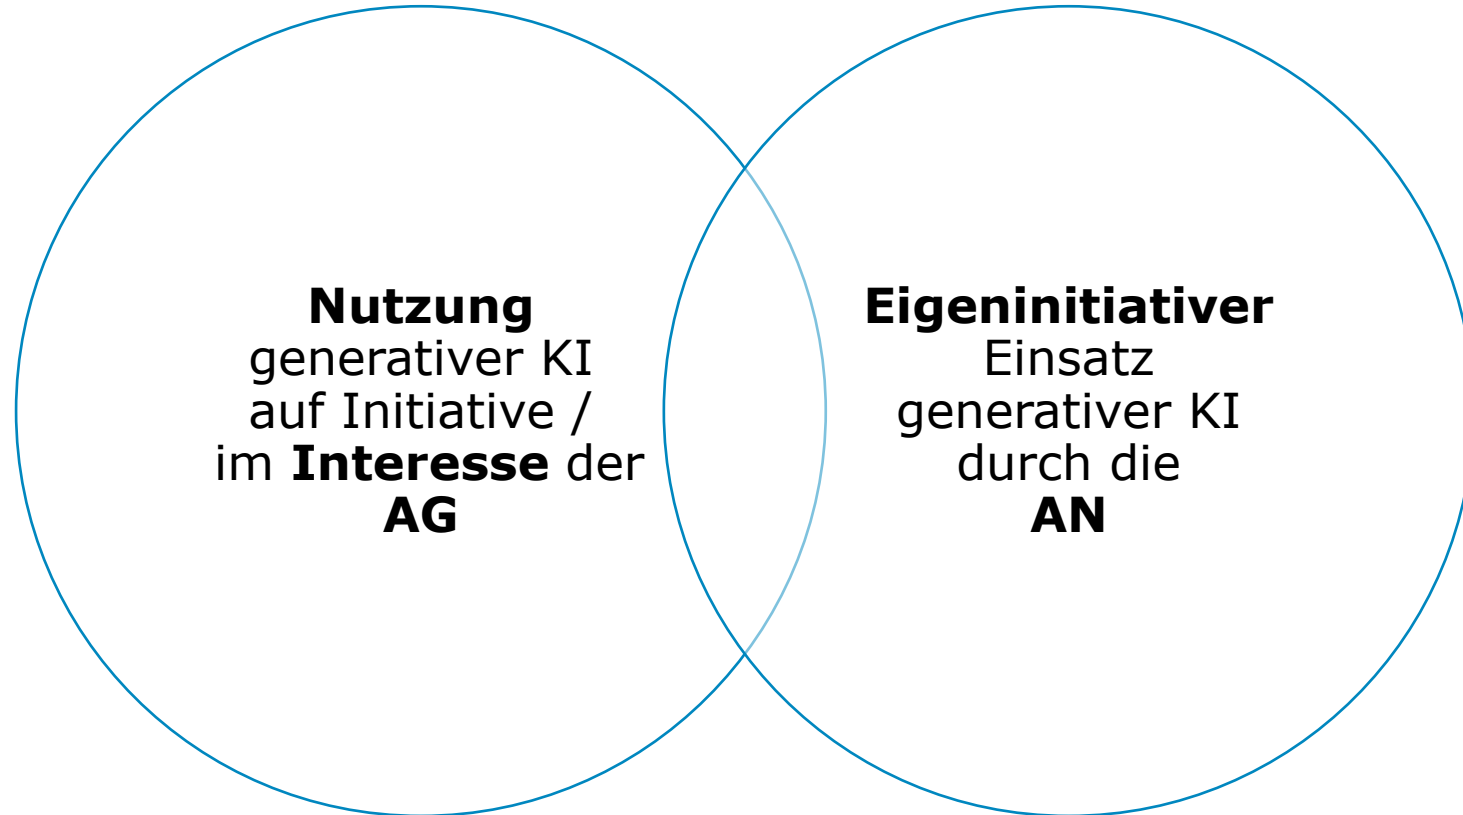 Nutzung
generativer KI
auf Initiative /
im Interesse der
AG
Eigeninitiativer
Einsatz
generativer KI
durch die
AN